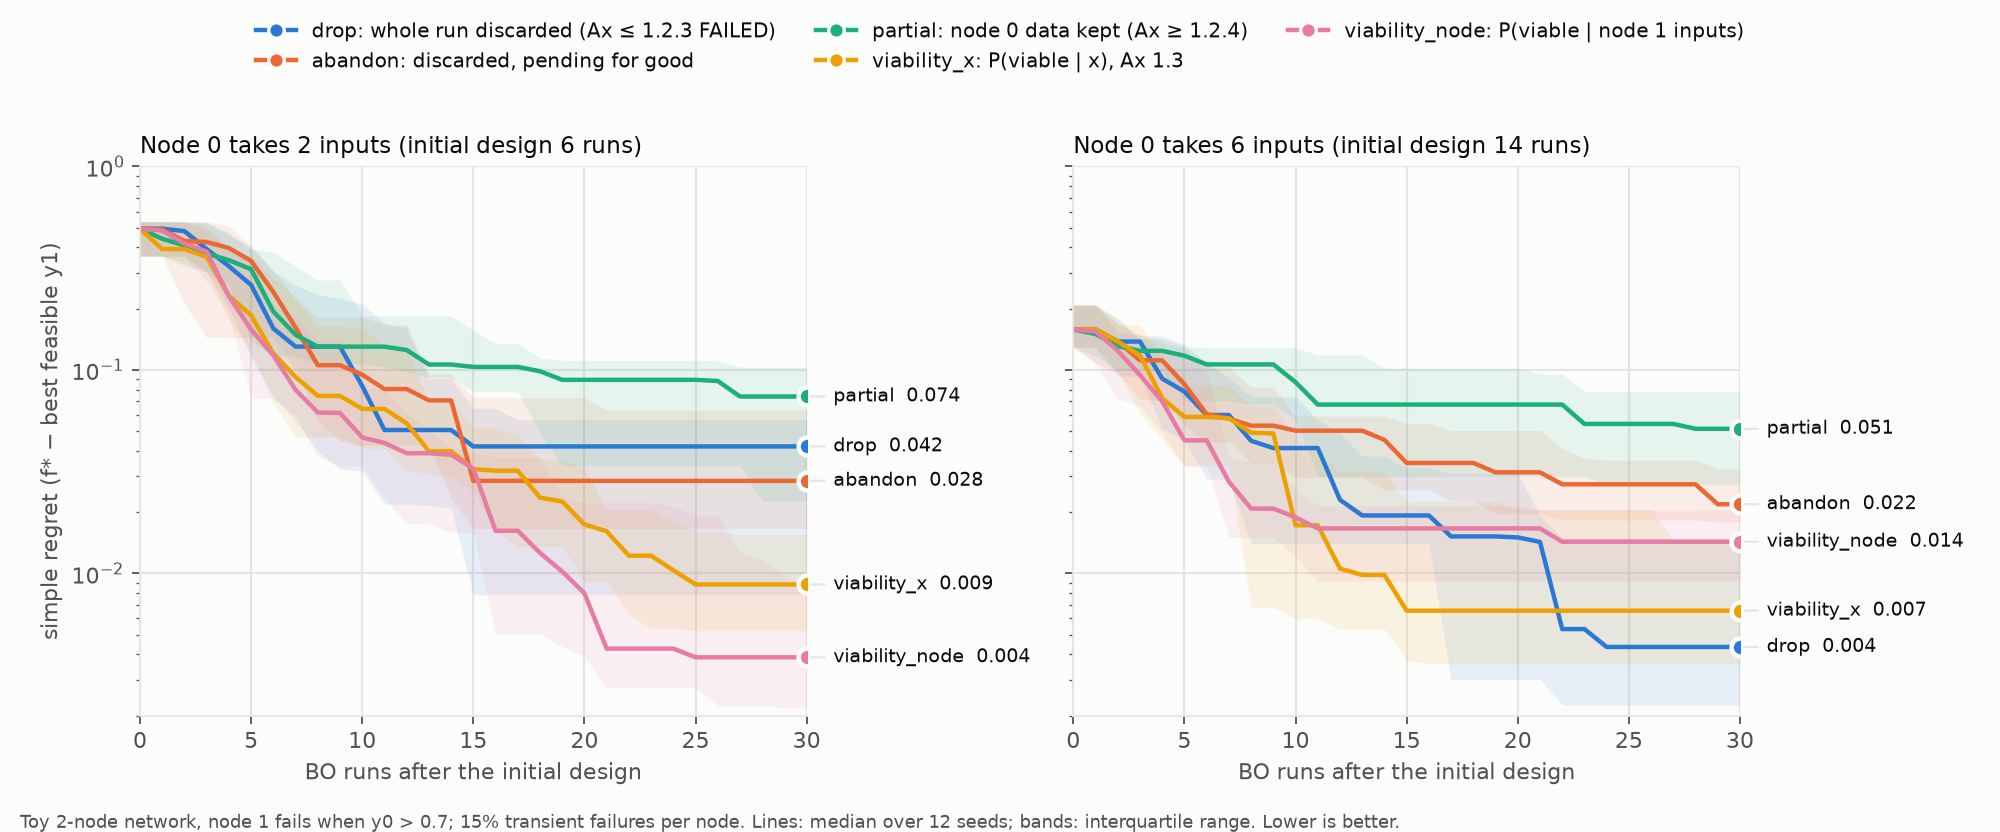 drop: whole run discarded (Ax ≤ 1.2.3 FAILED)
abandon: discarded, pending for good
partial: node 0 data kept (Ax ≥ 1.2.4)
viability_x: P(viable | x), Ax 1.3
viability_node: P(viable | node 1 inputs)
Node 0 takes 2 inputs (initial design 6 runs)
simple regret (f* − best feasible y1)
10⁰
10⁻¹
10⁻²
partial 0.074
drop 0.042
abandon 0.028
viability_x 0.009
viability_node 0.004
0 5 10 15 20 25 30
BO runs after the initial design
Node 0 takes 6 inputs (initial design 14 runs)
partial 0.051
abandon 0.022
viability_node 0.014
viability_x 0.007
drop 0.004
0 5 10 15 20 25 30
BO runs after the initial design
Toy 2-node network, node 1 fails when y0 > 0.7; 15% transient failures per node. Lines: median over 12 seeds; bands: interquartile range. Lower is better.